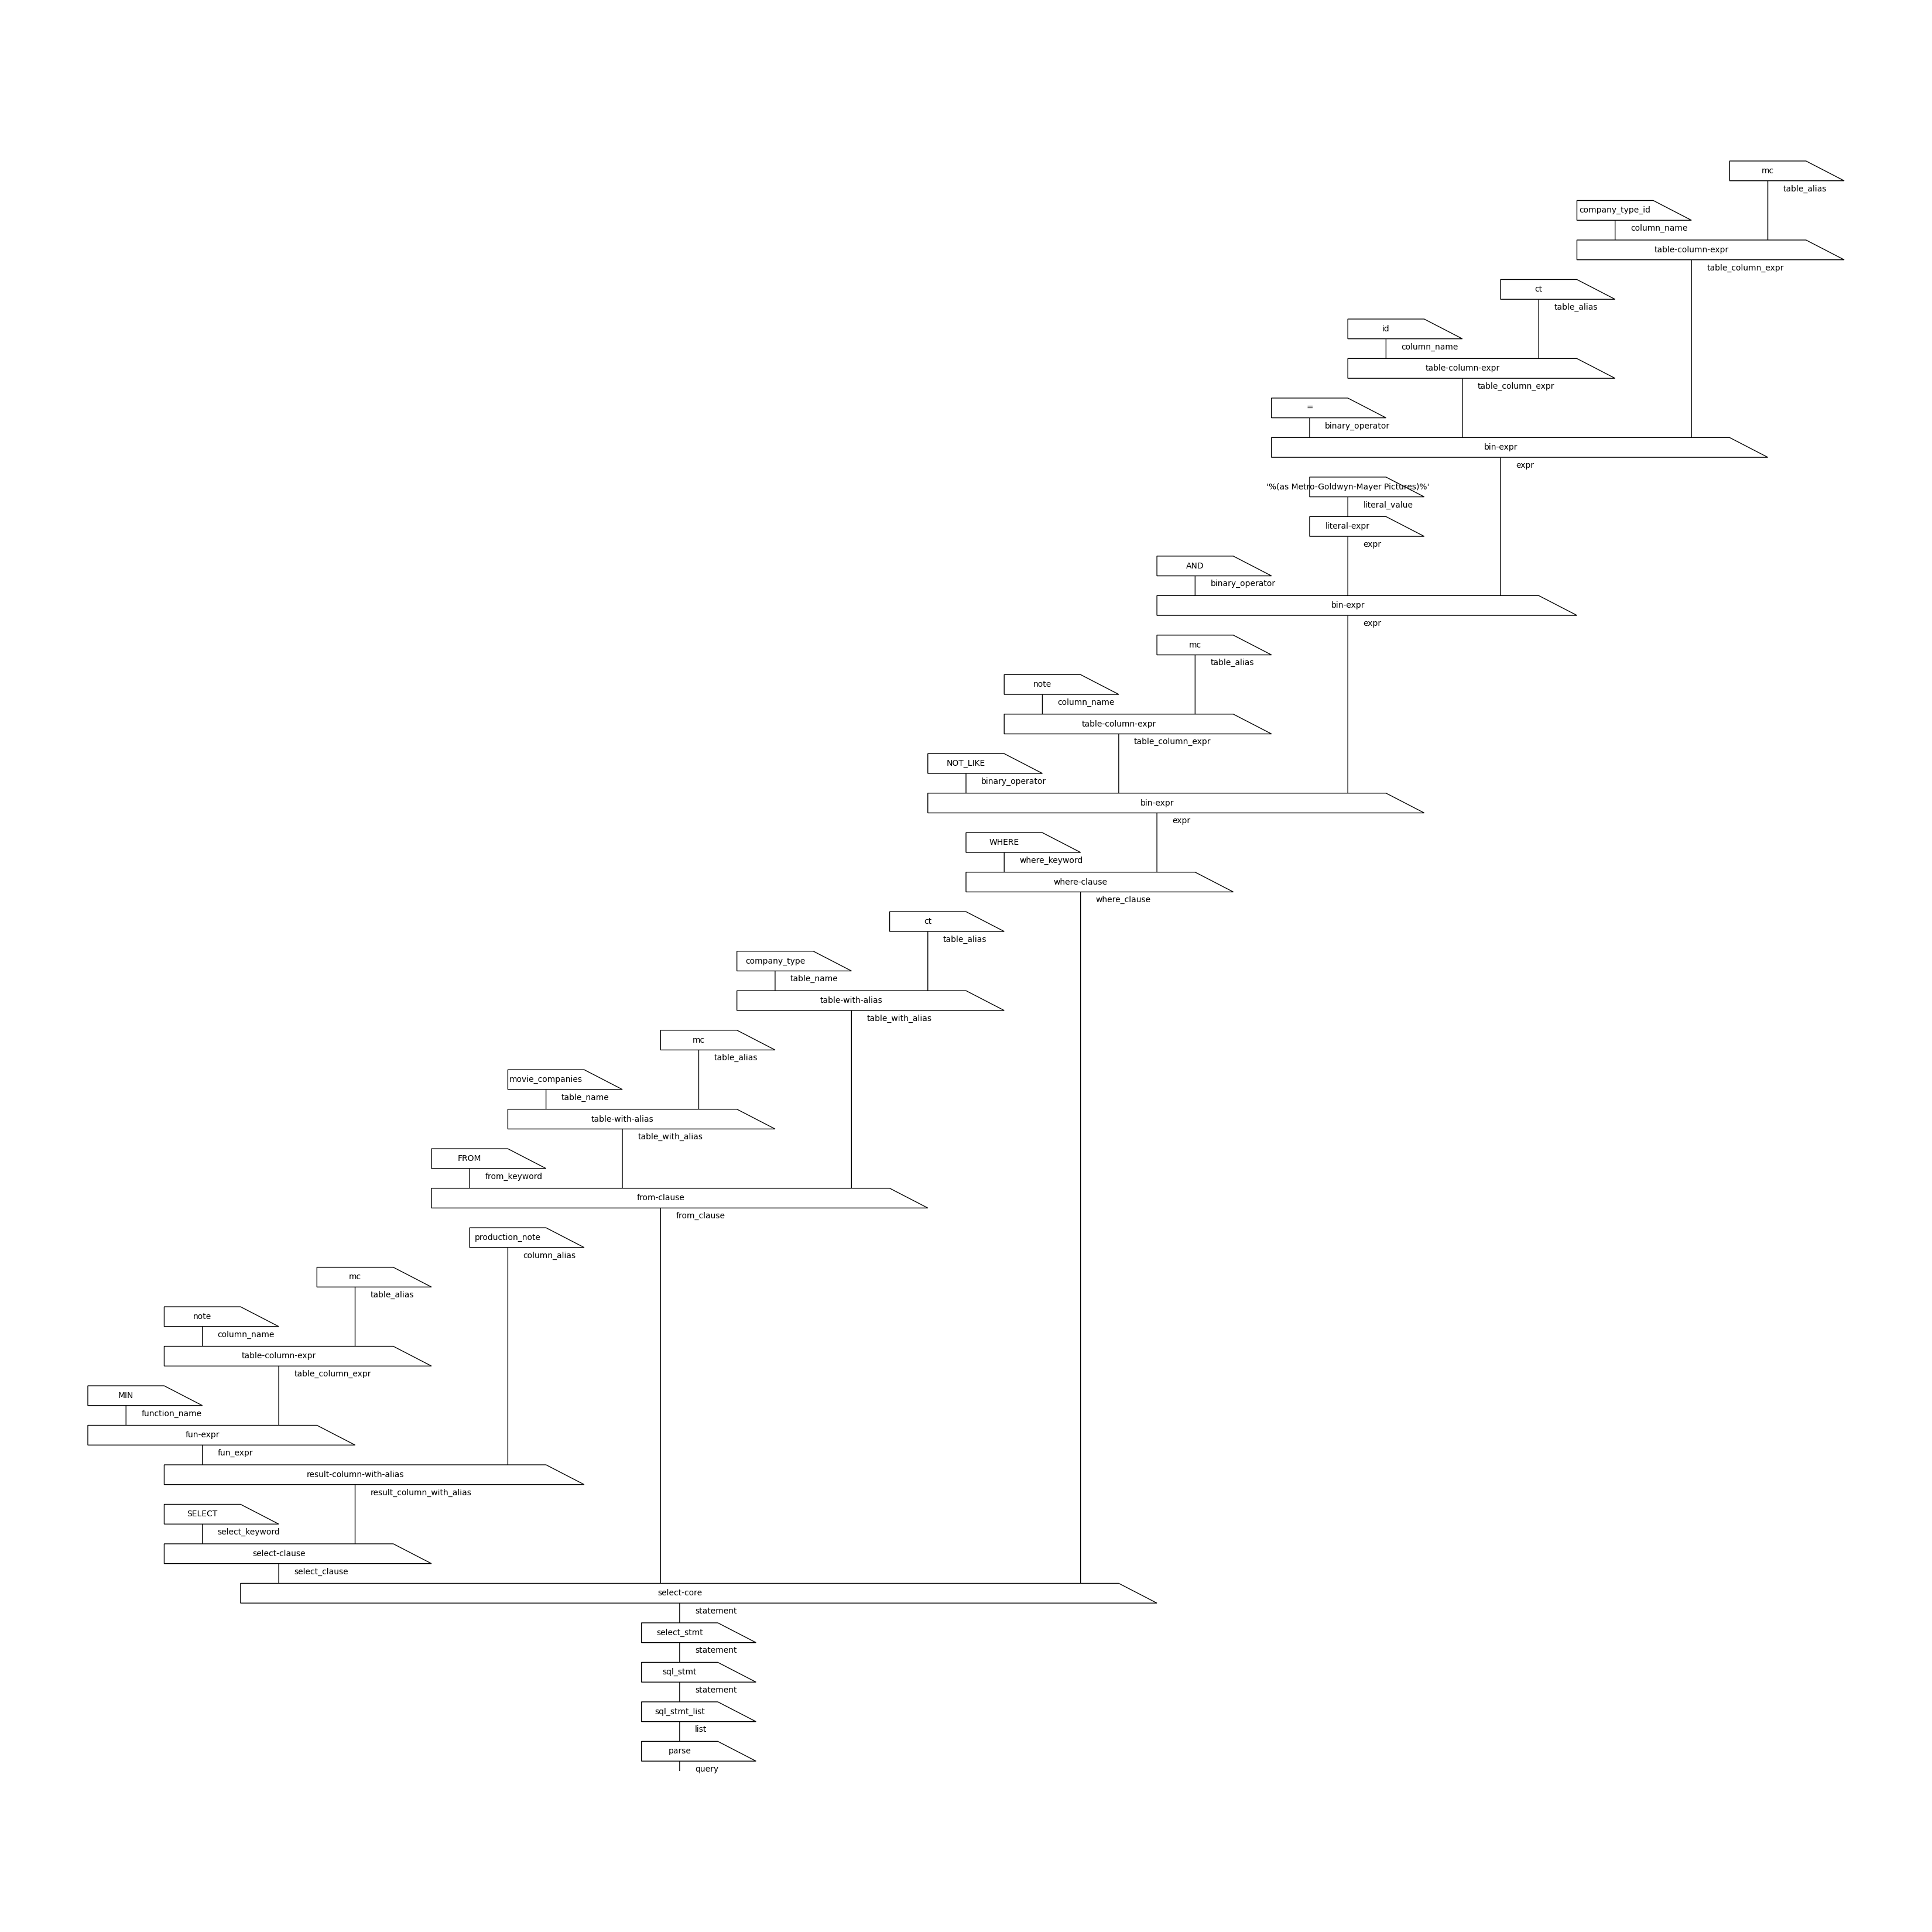 mc
table_alias
company_type_id
column_name
table-column-expr
table_column_expr
ct
table_alias
id
column_name
table-column-expr
table_column_expr
=
binary_operator
bin-expr
expr
'%(as Metro-Goldwyn-Mayer Pictures)%'
literal_value
literal-expr
expr
AND
binary_operator
bin-expr
expr
mc
table_alias
note
column_name
table-column-expr
table_column_expr
NOT_LIKE
binary_operator
bin-expr
expr
WHERE
where_keyword
where-clause
where_clause
ct
table_alias
company_type
table_name
table-with-alias
table_with_alias
mc
table_alias
movie_companies
table_name
table-with-alias
table_with_alias
FROM
from_keyword
from-clause
from_clause
production_note
column_alias
mc
table_alias
note
column_name
table-column-expr
table_column_expr
MIN
function_name
fun-expr
fun_expr
result-column-with-alias
result_column_with_alias
SELECT
select_keyword
select-clause
select_clause
select-core
statement
select_stmt
statement
sql_stmt
statement
sql_stmt_list
list
parse
query